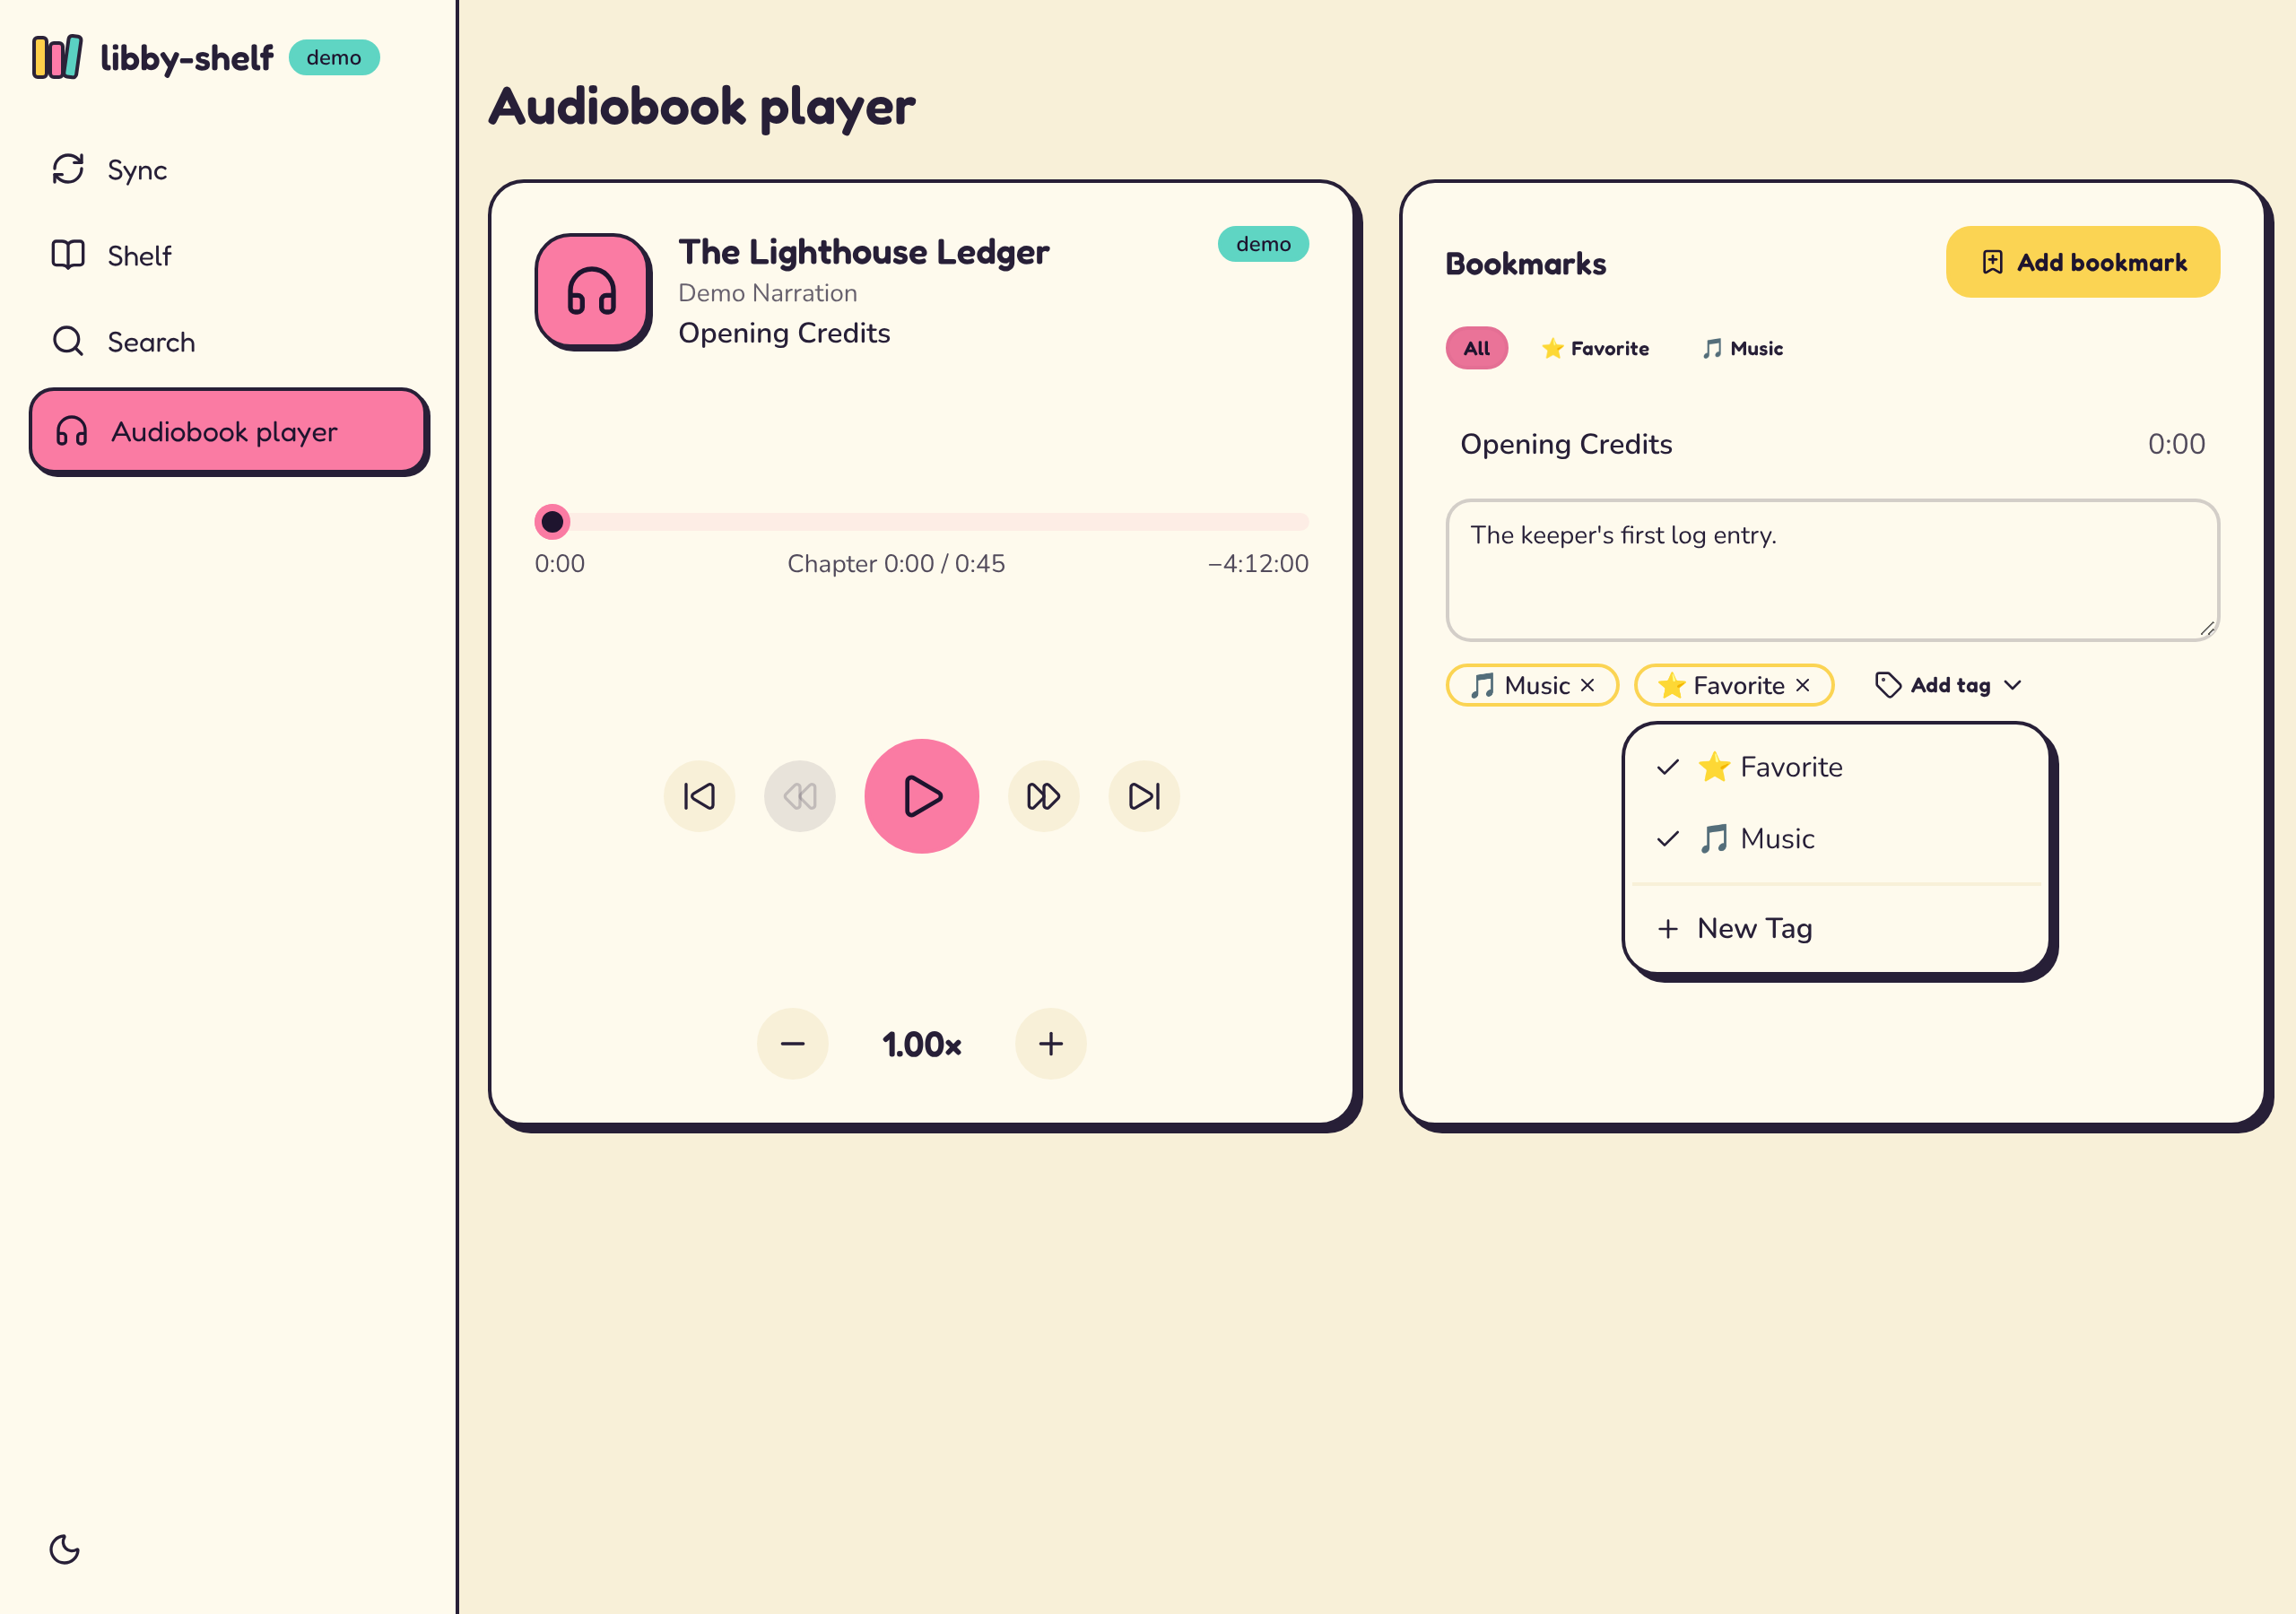 libby-shelf demo
Sync
Shelf
Search
Audiobook player
Audiobook player
The Lighthouse Ledger
demo
Demo Narration
Opening Credits
0:00 Chapter 0:00 / 0:45 −4:12:00
1.00×
Bookmarks
Add bookmark
All ⭐ Favorite 🎵 Music
Opening Credits 0:00
The keeper's first log entry.
🎵 Music × ⭐ Favorite × Add tag
⭐ Favorite
🎵 Music
New Tag